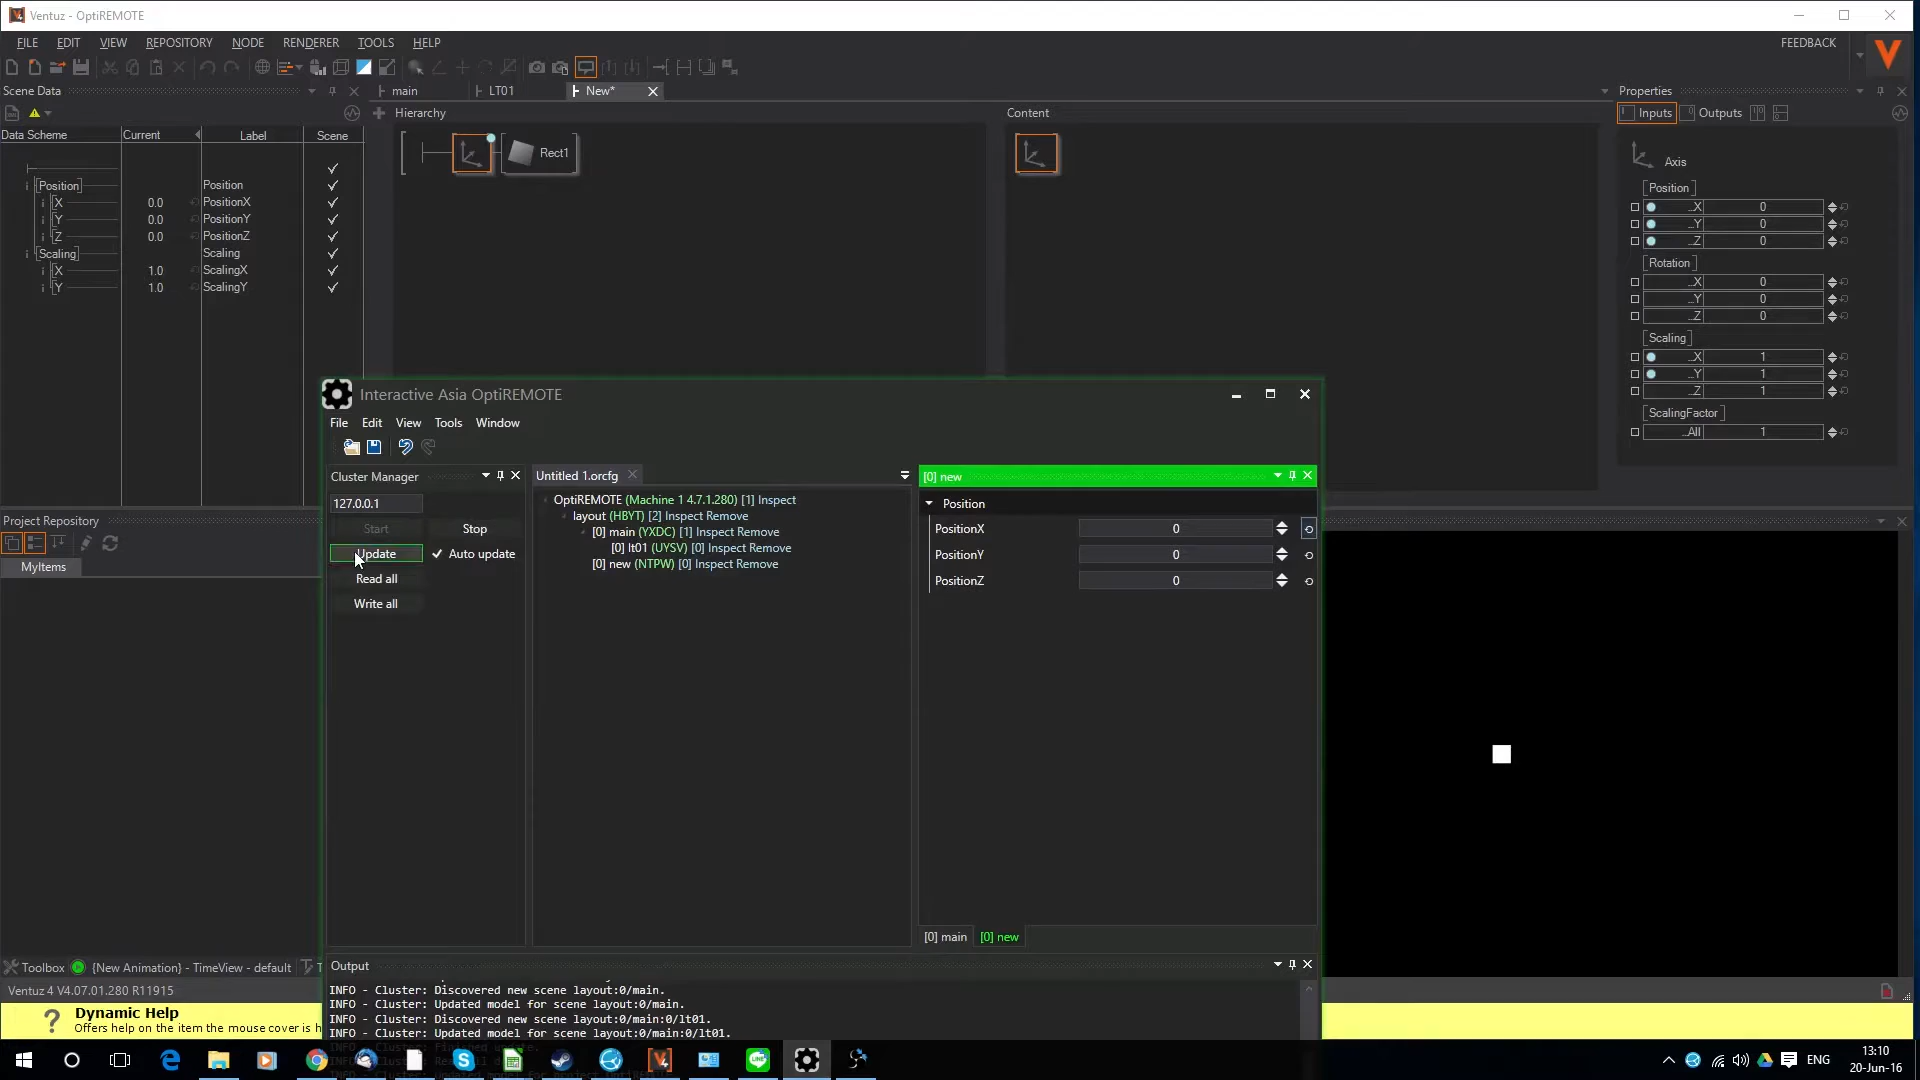 Ventuz - OptiREMOTE
FILE EDIT VIEW REPOSITORY NODE RENDERER TOOLS HELP
FEEDBACK
Scene Data
main
LT01
New*
Properties
Hierarchy
Content
Inputs
Outputs
Data Scheme
Current
Label
Scene
Rect1
Axis
Position
Position
X 0.0 PositionX
Y 0.0 PositionY
Z 0.0 PositionZ
Scaling
Scaling
X 1.0 ScalingX
Y 1.0 ScalingY
Position
..X 0
..Y 0
..Z 0
Rotation
..X 0
..Y 0
..Z 0
Scaling
..X 1
..Y 1
..Z 1
ScalingFactor
..All 1
Interactive Asia OptiREMOTE
File Edit View Tools Window
Cluster Manager
127.0.0.1
Start
Stop
Update
Auto update
Read all
Write all
Untitled 1.orcfg
OptiREMOTE (Machine 1 4.7.1.280) [1] Inspect
layout (HBYT) [2] Inspect Remove
[0] main (YXDC) [1] Inspect Remove
[0] lt01 (UYSV) [0] Inspect Remove
[0] new (NTPW) [0] Inspect Remove
[0] new
Position
PositionX 0
PositionY 0
PositionZ 0
[0] main
[0] new
Output
INFO - Cluster: Discovered new scene layout:0/main.
INFO - Cluster: Updated model for scene layout:0/main.
INFO - Cluster: Discovered new scene layout:0/main:0/lt01.
INFO - Cluster: Updated model for scene layout:0/main:0/lt01.
Project Repository
MyItems
Toolbox
{New Animation} - TimeView - default
Ventuz 4 V4.07.01.280 R11915
? Dynamic Help
Offers help on the item the mouse cover is h
ENG
13:10
20-Jun-16